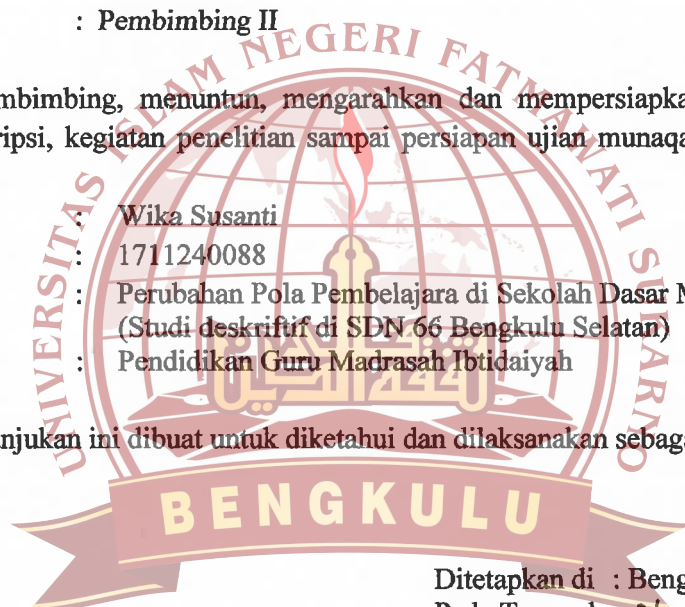 : Pembimbing II
mbimbing, menuntun, mengarahkan dan mempersiapka
ripsi, kegiatan penelitian sampai persiapan ujian munaqa
: Wika Susanti
: 1711240088
: Perubahan Pola Pembelajara di Sekolah Dasar M
(Studi deskriftif di SDN 66 Bengkulu Selatan)
: Pendidikan Guru Madrasah Ibtidaiyah
njukan ini dibuat untuk diketahui dan dilaksanakan sebaga
Ditetapkan di : Beng
UNIVERSITAS ISLAM NEGERI FATMAWATI SUKARNO
BENGKULU